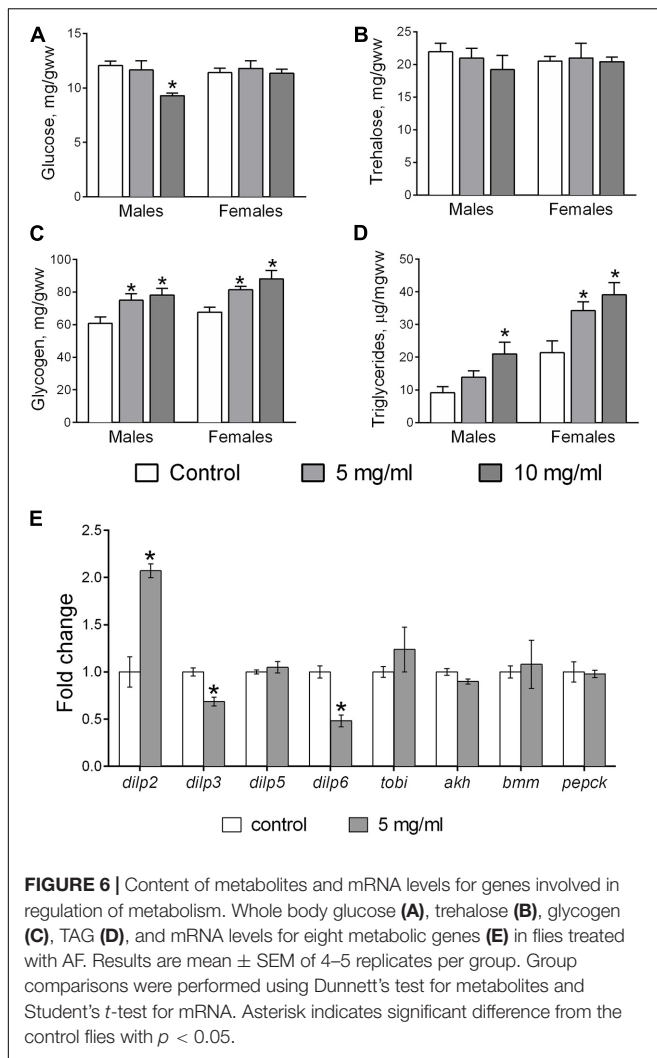 A
Glucose, mg/gww
15
10
5
0
*
Males Females
B
Trehalose, mg/gww
25
20
15
10
5
0
Males Females
C
Glycogen, mg/gww
100
80
60
40
20
0
* * * *
Males Females
D
Triglycerides, µg/mgww
50
40
30
20
10
0
* * *
Males Females
Control 5 mg/ml 10 mg/ml
E
Fold change
2.5
2.0
1.5
1.0
0.5
0.0
* * *
dilp2 dilp3 dilp5 dilp6 tobi akh bmm pepck
control 5 mg/ml
FIGURE 6 | Content of metabolites and mRNA levels for genes involved in
regulation of metabolism. Whole body glucose (A), trehalose (B), glycogen
(C), TAG (D), and mRNA levels for eight metabolic genes (E) in flies treated
with AF. Results are mean ± SEM of 4–5 replicates per group. Group
comparisons were performed using Dunnett's test for metabolites and
Student's t-test for mRNA. Asterisk indicates significant difference from the
control flies with p < 0.05.